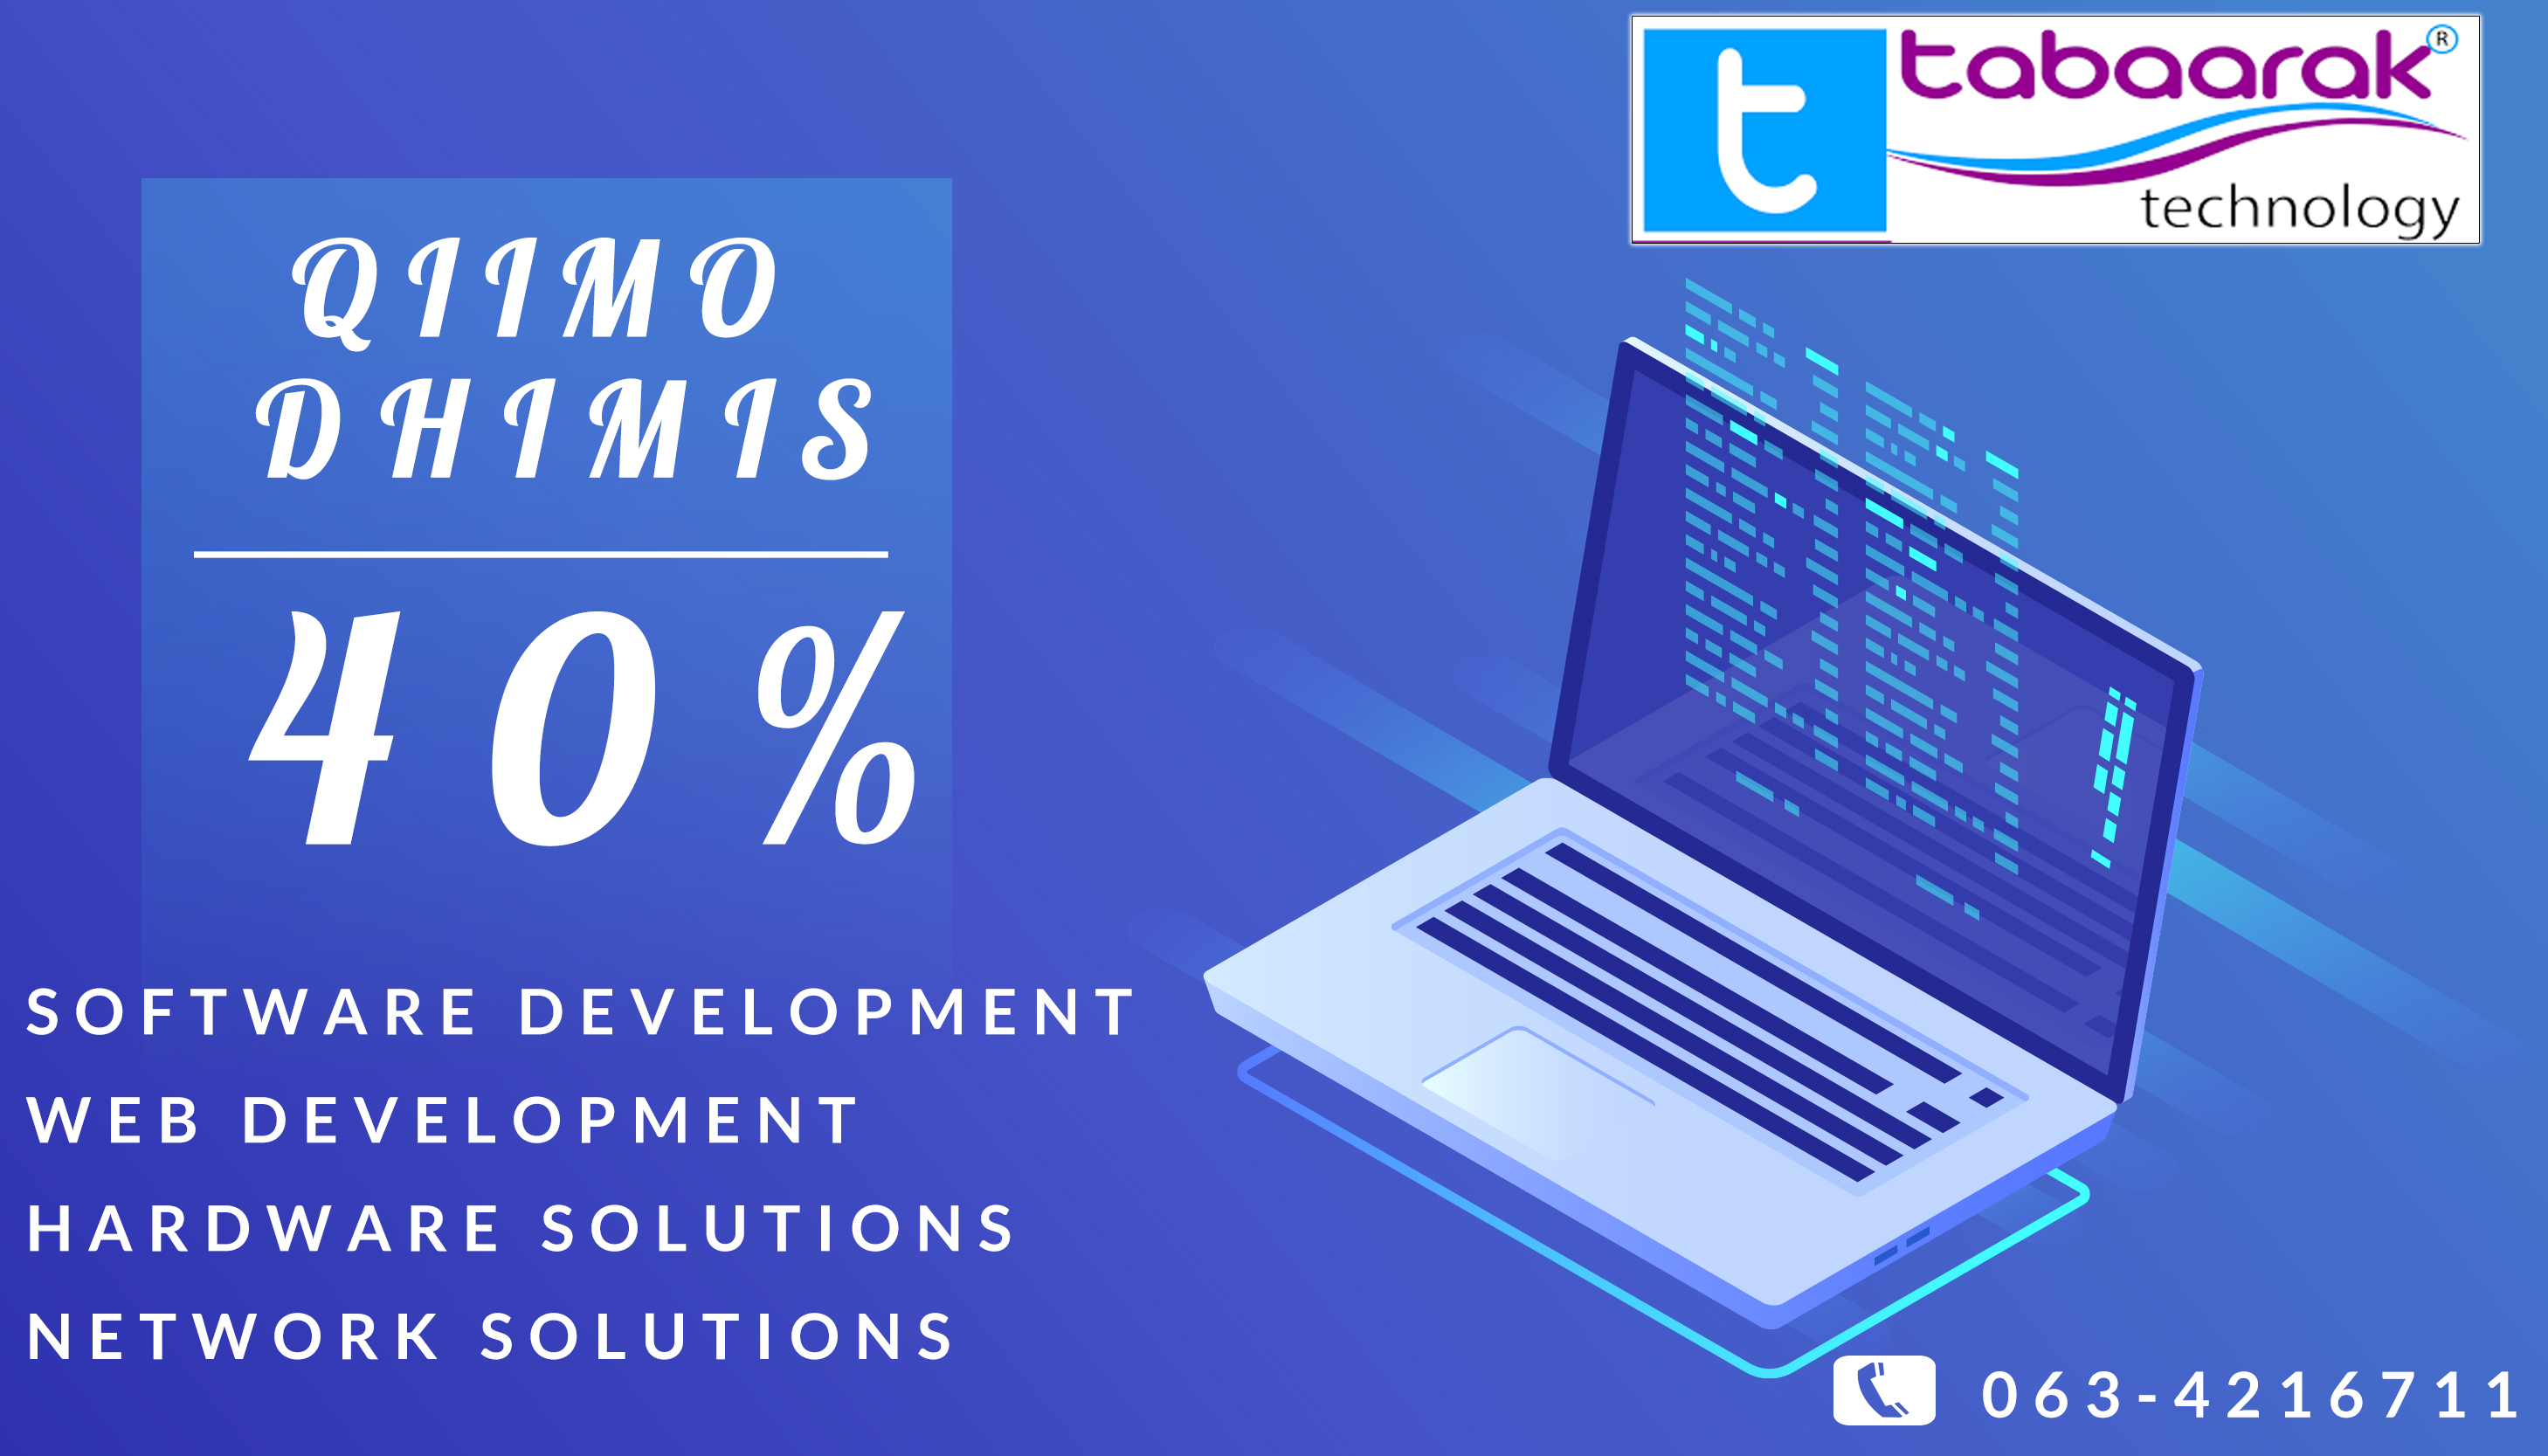 t tabaarak®
technology
QIIMO
DHIMIS
40%
SOFTWARE DEVELOPMENT
WEB DEVELOPMENT
HARDWARE SOLUTIONS
NETWORK SOLUTIONS
063-4216711